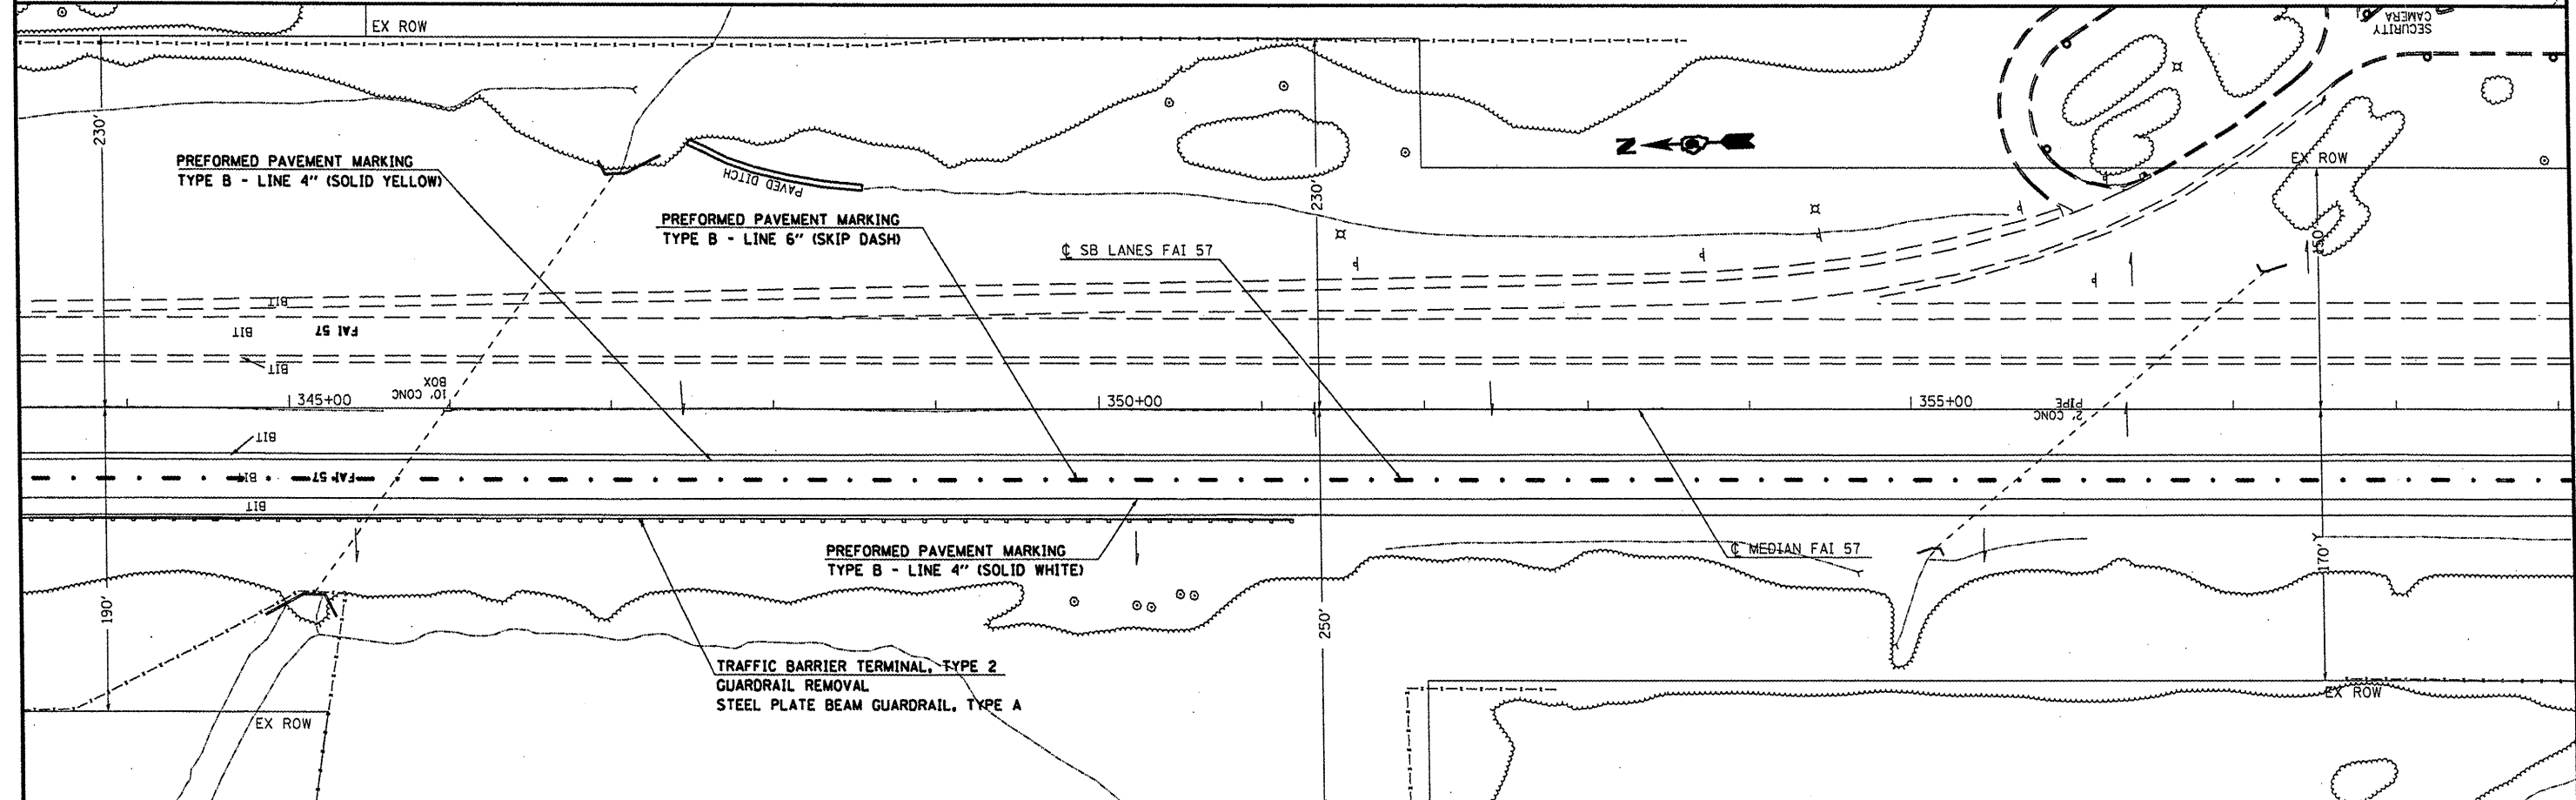 EX ROW
SECURITY
CAMERA
230'
230'
PREFORMED PAVEMENT MARKING
TYPE B - LINE 4" (SOLID YELLOW)
PAVED DITCH
N
EX ROW
PREFORMED PAVEMENT MARKING
TYPE B - LINE 6" (SKIP DASH)
℄ SB LANES FAI 57
150'
BIT
BIT
FAI 57
BIT
10' CONC
BOX
345+00
350+00
355+00
2' CONC
PIPE
BIT
BIT
FAI 57
BIT
PREFORMED PAVEMENT MARKING
TYPE B - LINE 4" (SOLID WHITE)
℄ MEDIAN FAI 57
190'
250'
170'
TRAFFIC BARRIER TERMINAL, TYPE 2
GUARDRAIL REMOVAL
STEEL PLATE BEAM GUARDRAIL, TYPE A
EX ROW
EX ROW